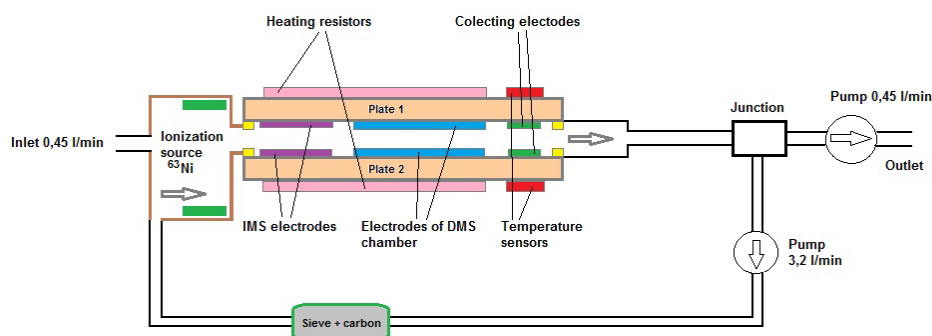 Heating resistors
Colecting electodes
Plate 1
Junction
Pump 0,45 l/min
Inlet 0,45 l/min
Ionization
source
63Ni
Outlet
Plate 2
IMS electrodes
Electrodes of DMS
chamber
Temperature
sensors
Pump
3,2 l/min
Sieve + carbon